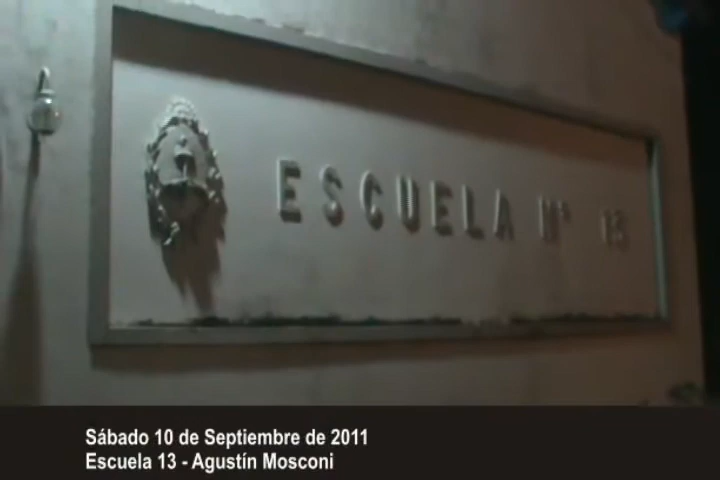 ESCUELA Nº 13
Sábado 10 de Septiembre de 2011
Escuela 13 - Agustín Mosconi